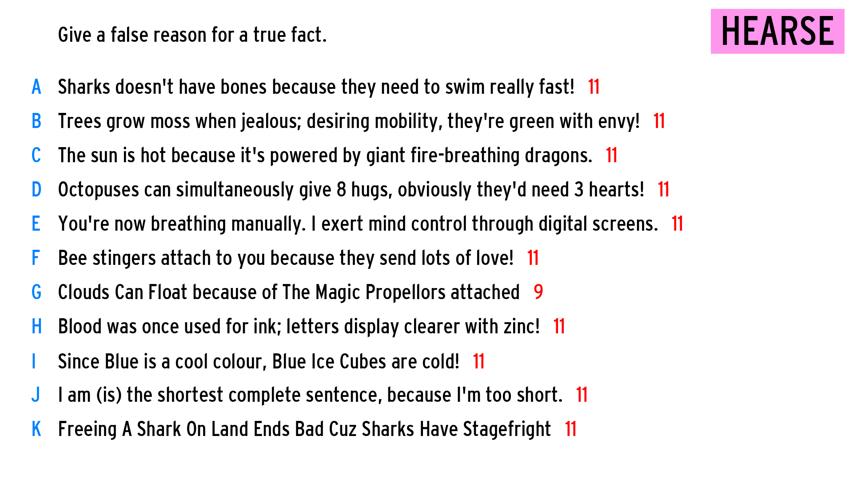 Give a false reason for a true fact.
HEARSE
A Sharks doesn't have bones because they need to swim really fast! 11
B Trees grow moss when jealous; desiring mobility, they're green with envy! 11
C The sun is hot because it's powered by giant fire-breathing dragons. 11
D Octopuses can simultaneously give 8 hugs, obviously they'd need 3 hearts! 11
E You're now breathing manually. I exert mind control through digital screens. 11
F Bee stingers attach to you because they send lots of love! 11
G Clouds Can Float because of The Magic Propellors attached 9
H Blood was once used for ink; letters display clearer with zinc! 11
I Since Blue is a cool colour, Blue Ice Cubes are cold! 11
J I am (is) the shortest complete sentence, because I'm too short. 11
K Freeing A Shark On Land Ends Bad Cuz Sharks Have Stagefright 11